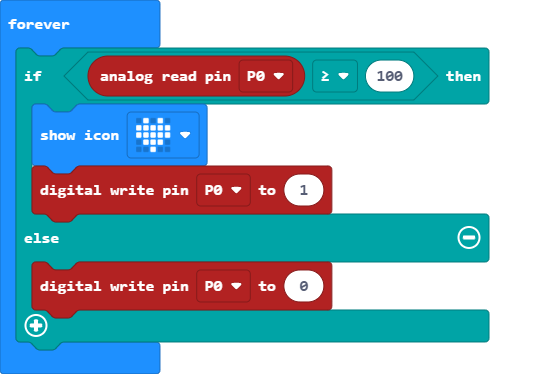 forever
if analog read pin P0 ≥ 100 then
show icon
digital write pin P0 to 1
else
digital write pin P0 to 0